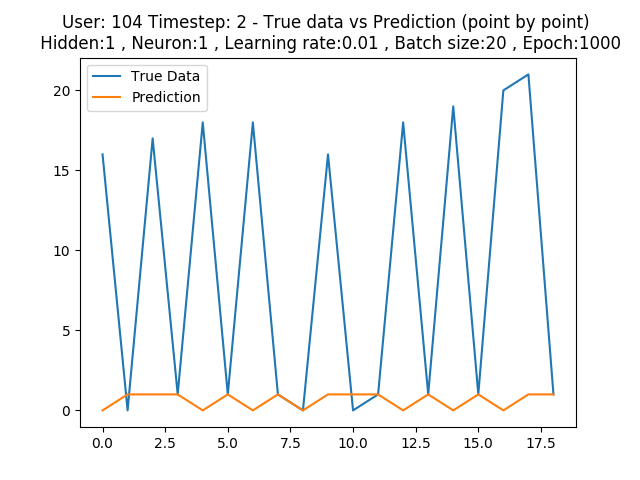 User: 104 Timestep: 2 - True data vs Prediction (point by point)
Hidden:1 , Neuron:1 , Learning rate:0.01 , Batch size:20 , Epoch:1000
True Data
Prediction
20
15
10
5
0
0.0 2.5 5.0 7.5 10.0 12.5 15.0 17.5